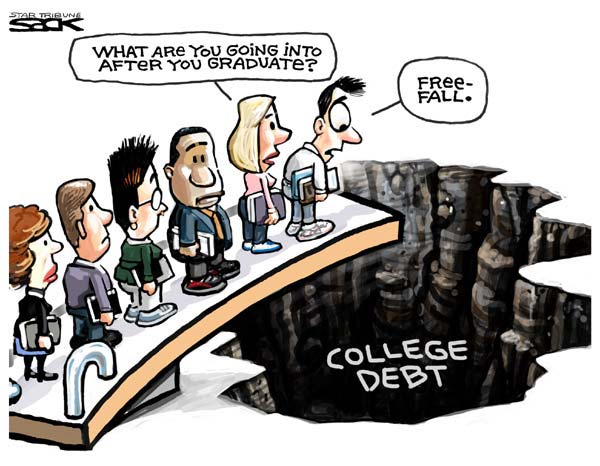 STAR TRIBUNE
SACK
WHAT ARE YOU GOING INTO
AFTER YOU GRADUATE?
FREE-
FALL.
COLLEGE
DEBT